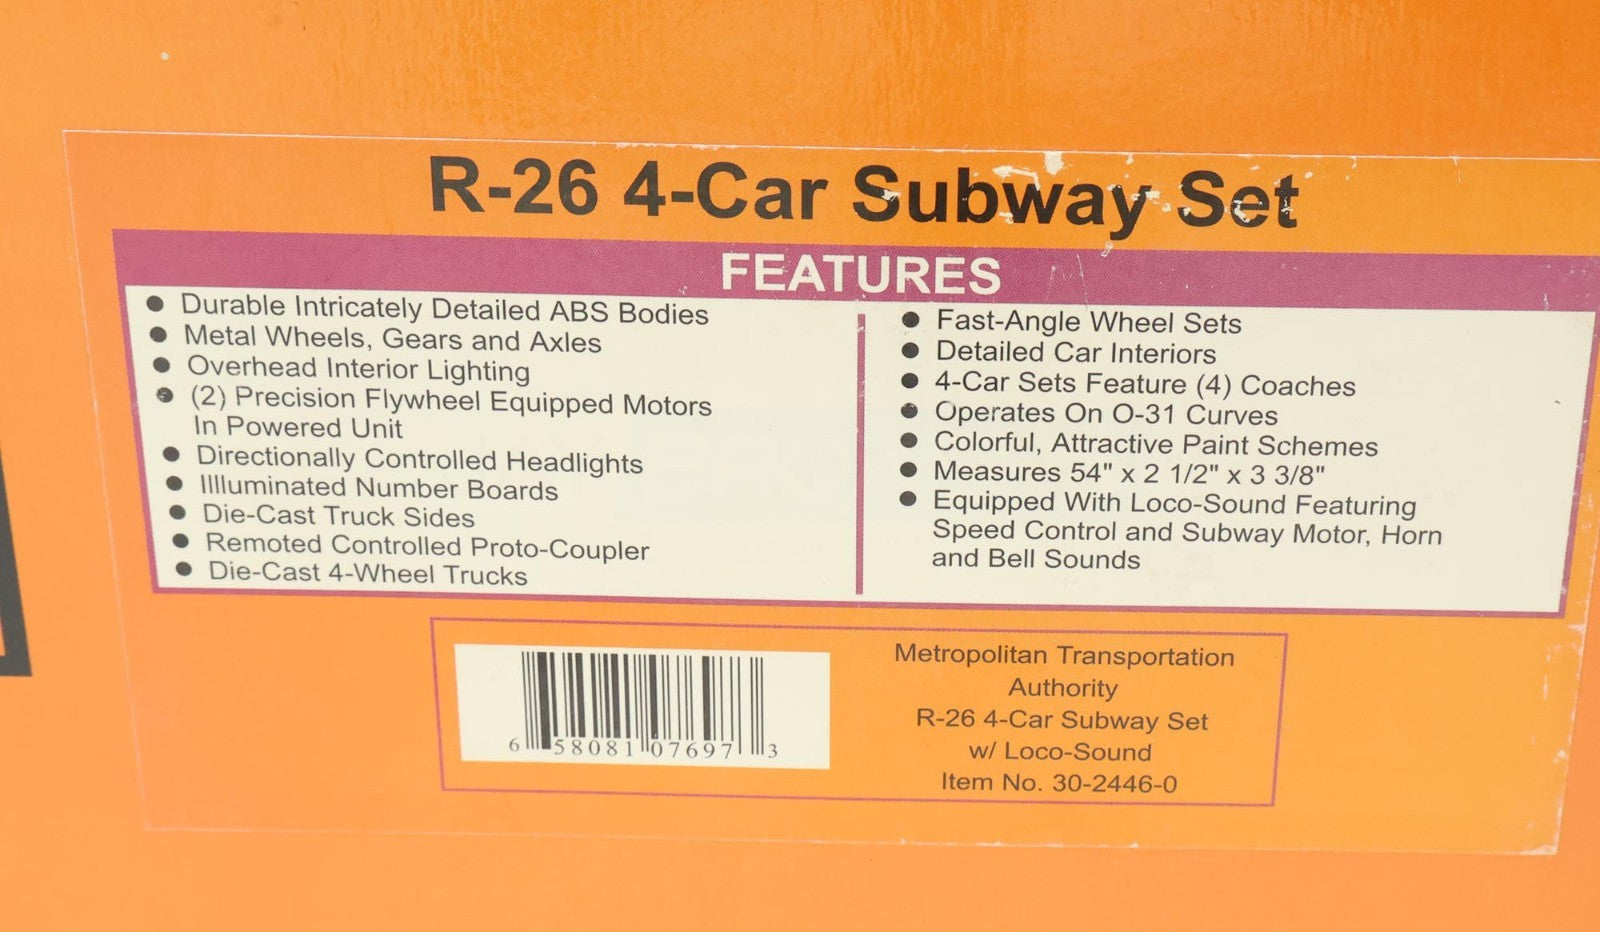 R-26 4-Car Subway Set
FEATURES
● Durable Intricately Detailed ABS Bodies
● Metal Wheels, Gears and Axles
● Overhead Interior Lighting
● (2) Precision Flywheel Equipped Motors
In Powered Unit
● Directionally Controlled Headlights
● Illluminated Number Boards
● Die-Cast Truck Sides
● Remoted Controlled Proto-Coupler
● Die-Cast 4-Wheel Trucks
● Fast-Angle Wheel Sets
● Detailed Car Interiors
● 4-Car Sets Feature (4) Coaches
● Operates On O-31 Curves
● Colorful, Attractive Paint Schemes
● Measures 54" x 2 1/2" x 3 3/8"
● Equipped With Loco-Sound Featuring
Speed Control and Subway Motor, Horn
and Bell Sounds
6 58081 07697 3
Metropolitan Transportation
Authority
R-26 4-Car Subway Set
w/ Loco-Sound
Item No. 30-2446-0